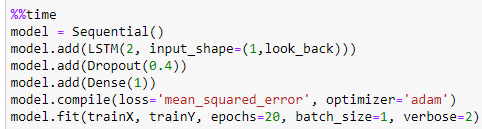 %%time
model = Sequential()
model.add(LSTM(2, input_shape=(1,look_back)))
model.add(Dropout(0.4))
model.add(Dense(1))
model.compile(loss='mean_squared_error', optimizer='adam')
model.fit(trainX, trainY, epochs=20, batch_size=1, verbose=2)